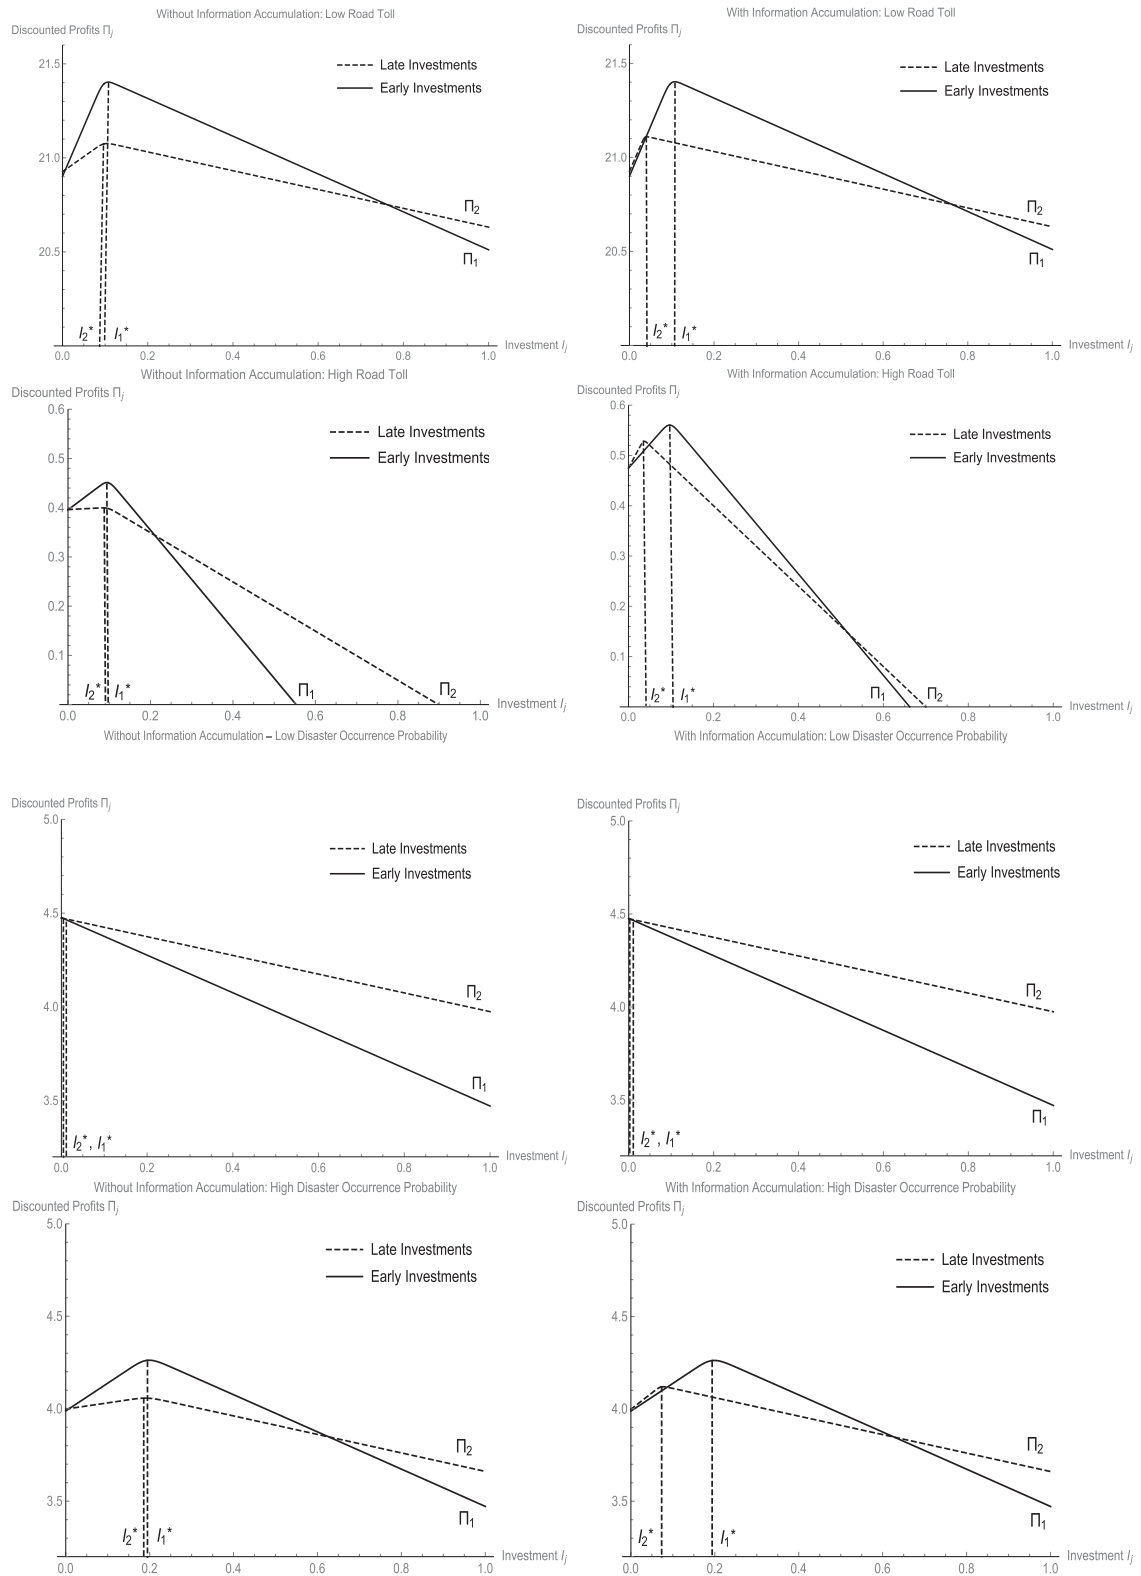 Without Information Accumulation: Low Road Toll
Discounted Profits Πj
21.5
21.0
20.5
Late Investments
Early Investments
Π2
Π1
I2* I1*
0.0 0.2 0.4 0.6 0.8 1.0
Investment Ij
With Information Accumulation: Low Road Toll
Discounted Profits Πj
21.5
21.0
20.5
Late Investments
Early Investments
Π2
Π1
I2* I1*
0.0 0.2 0.4 0.6 0.8 1.0
Investment Ij
Without Information Accumulation: High Road Toll
Discounted Profits Πj
0.6
0.5
0.4
0.3
0.2
0.1
Late Investments
Early Investments
I2* I1*
Π1
Π2
0.0 0.2 0.4 0.6 0.8 1.0
Investment Ij
With Information Accumulation: High Road Toll
Discounted Profits Πj
0.6
0.5
0.4
0.3
0.2
0.1
Late Investments
Early Investments
I2* I1*
Π1
Π2
0.0 0.2 0.4 0.6 0.8 1.0
Investment Ij
Without Information Accumulation – Low Disaster Occurrence Probability
Discounted Profits Πj
5.0
4.5
4.0
3.5
Late Investments
Early Investments
Π2
Π1
I2*, I1*
0.0 0.2 0.4 0.6 0.8 1.0
Investment Ij
With Information Accumulation: Low Disaster Occurrence Probability
Discounted Profits Πj
5.0
4.5
4.0
3.5
Late Investments
Early Investments
Π2
Π1
I2*, I1*
0.0 0.2 0.4 0.6 0.8 1.0
Investment Ij
Without Information Accumulation: High Disaster Occurrence Probability
Discounted Profits Πj
5.0
4.5
4.0
3.5
Late Investments
Early Investments
Π2
Π1
I2* I1*
0.0 0.2 0.4 0.6 0.8 1.0
Investment Ij
With Information Accumulation: High Disaster Occurrence Probability
Discounted Profits Πj
5.0
4.5
4.0
3.5
Late Investments
Early Investments
Π2
Π1
I2* I1*
0.0 0.2 0.4 0.6 0.8 1.0
Investment Ij